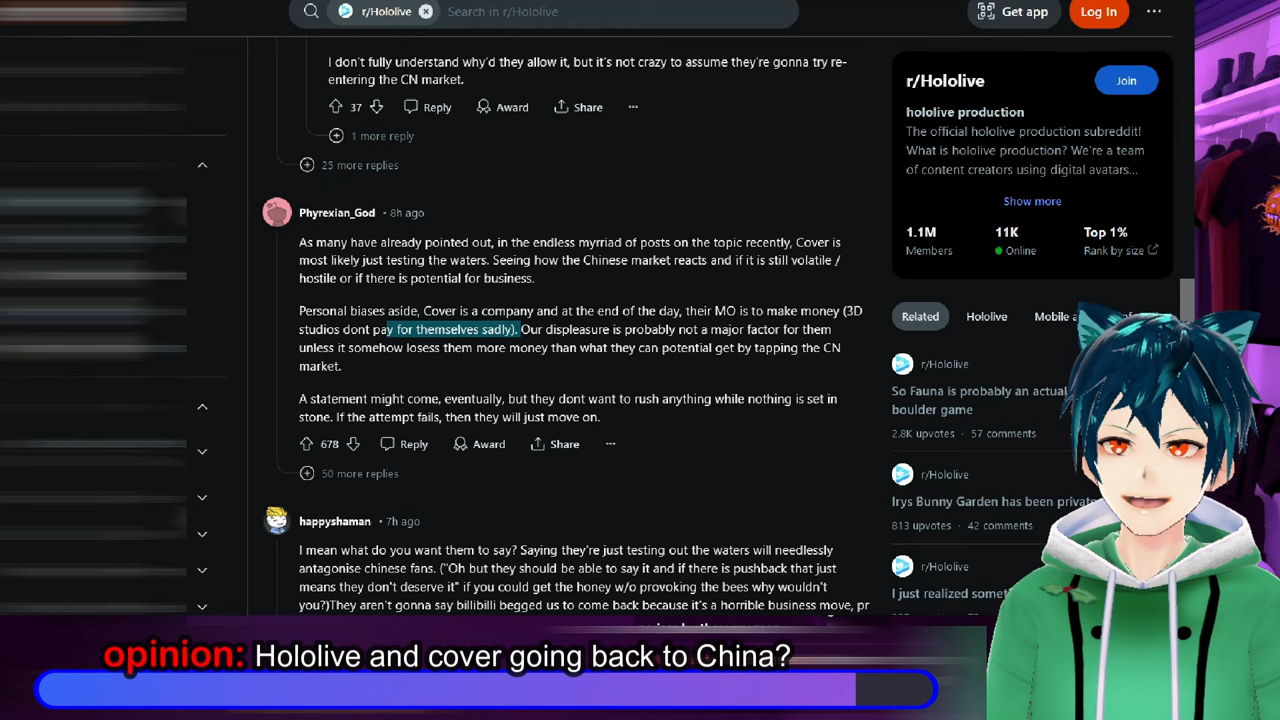 r/Hololive
Search in r/Hololive
Get app
Log In
I don't fully understand why'd they allow it, but it's not crazy to assume they're gonna try re-
entering the CN market.
37
Reply
Award
Share
1 more reply
25 more replies
Phyrexian_God • 8h ago
As many have already pointed out, in the endless myrriad of posts on the topic recently, Cover is
most likely just testing the waters. Seeing how the Chinese market reacts and if it is still volatile /
hostile or if there is potential for business.
Personal biases aside, Cover is a company and at the end of the day, their MO is to make money (3D
studios dont pay for themselves sadly). Our displeasure is probably not a major factor for them
unless it somehow losess them more money than what they can potential get by tapping the CN
market.
A statement might come, eventually, but they dont want to rush anything while nothing is set in
stone. If the attempt fails, then they will just move on.
678
Reply
Award
Share
50 more replies
happyshaman • 7h ago
I mean what do you want them to say? Saying they're just testing out the waters will needlessly
antagonise chinese fans. ("Oh but they should be able to say it and if there is pushback that just
means they don't deserve it" if you could get the honey w/o provoking the bees why wouldn't
you?)They aren't gonna say billibilli begged us to come back because it's a horrible business move, pr
r/Hololive
Join
hololive production
The official hololive production subreddit!
What is hololive production? We're a team
of content creators using digital avatars...
Show more
1.1M
Members
11K
Online
Top 1%
Rank by size
Related
Hololive
Mobile
r/Hololive
So Fauna is probably an actual
boulder game
2.8K upvotes • 57 comments
r/Hololive
Irys Bunny Garden has been
813 upvotes • 42 comments
r/Hololive
I just realized
opinion: Hololive and cover going back to China?